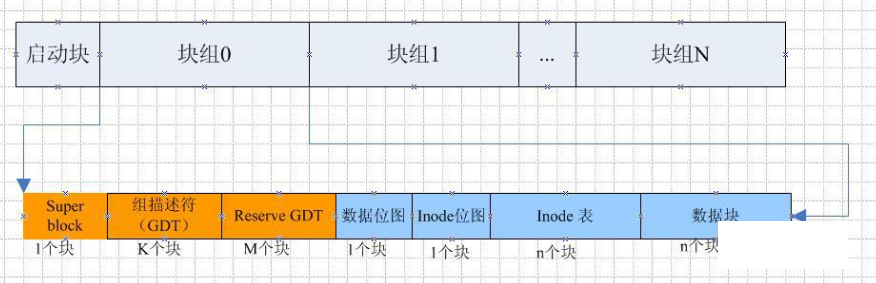 启动块
块组0
块组1
...
块组N
Super
block
组描述符
（GDT）
Reserve GDT
数据位图
Inode位图
Inode 表
数据块
1个块
K个块
M个块
1个块
1个块
n个块
n个块